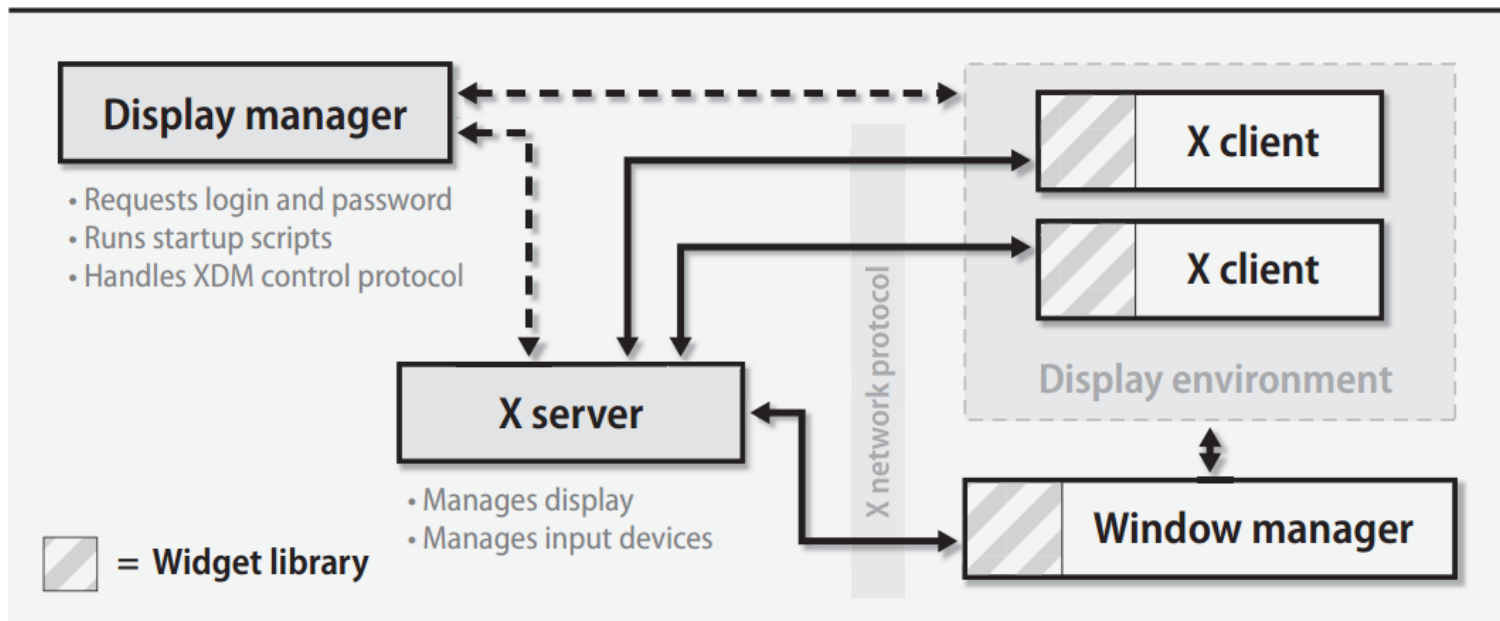 Display manager
• Requests login and password
• Runs startup scripts
• Handles XDM control protocol
X client
X client
Display environment
X network protocol
X server
• Manages display
• Manages input devices
Window manager
= Widget library